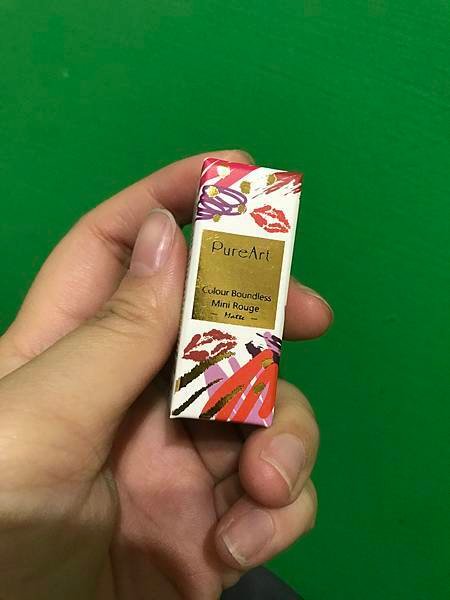 PureArt
Colour Boundless
Mini Rouge
— Matte —